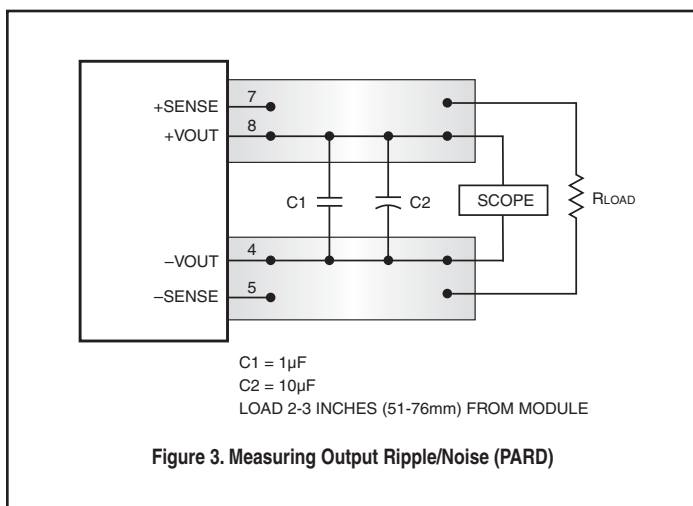 +SENSE 7
+VOUT 8
C1 C2 SCOPE RLOAD
−VOUT 4
−SENSE 5
C1 = 1µF
C2 = 10µF
LOAD 2-3 INCHES (51-76mm) FROM MODULE
Figure 3. Measuring Output Ripple/Noise (PARD)